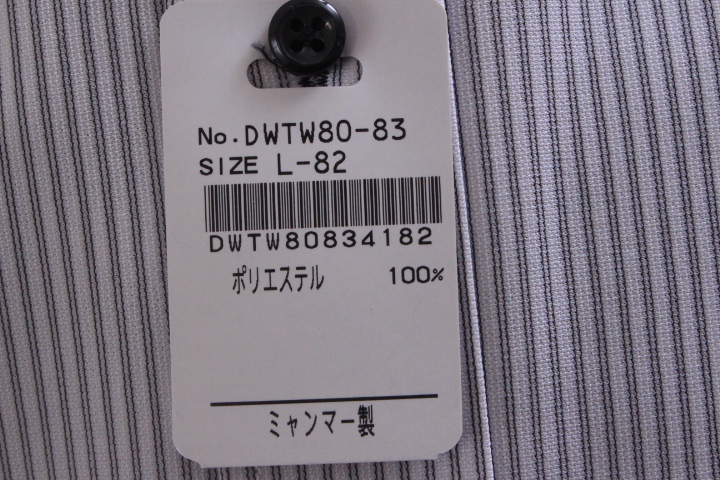 No.DWTW80-83
SIZE L-82
DWTW80834182
ポリエステル 100%
ミャンマー製